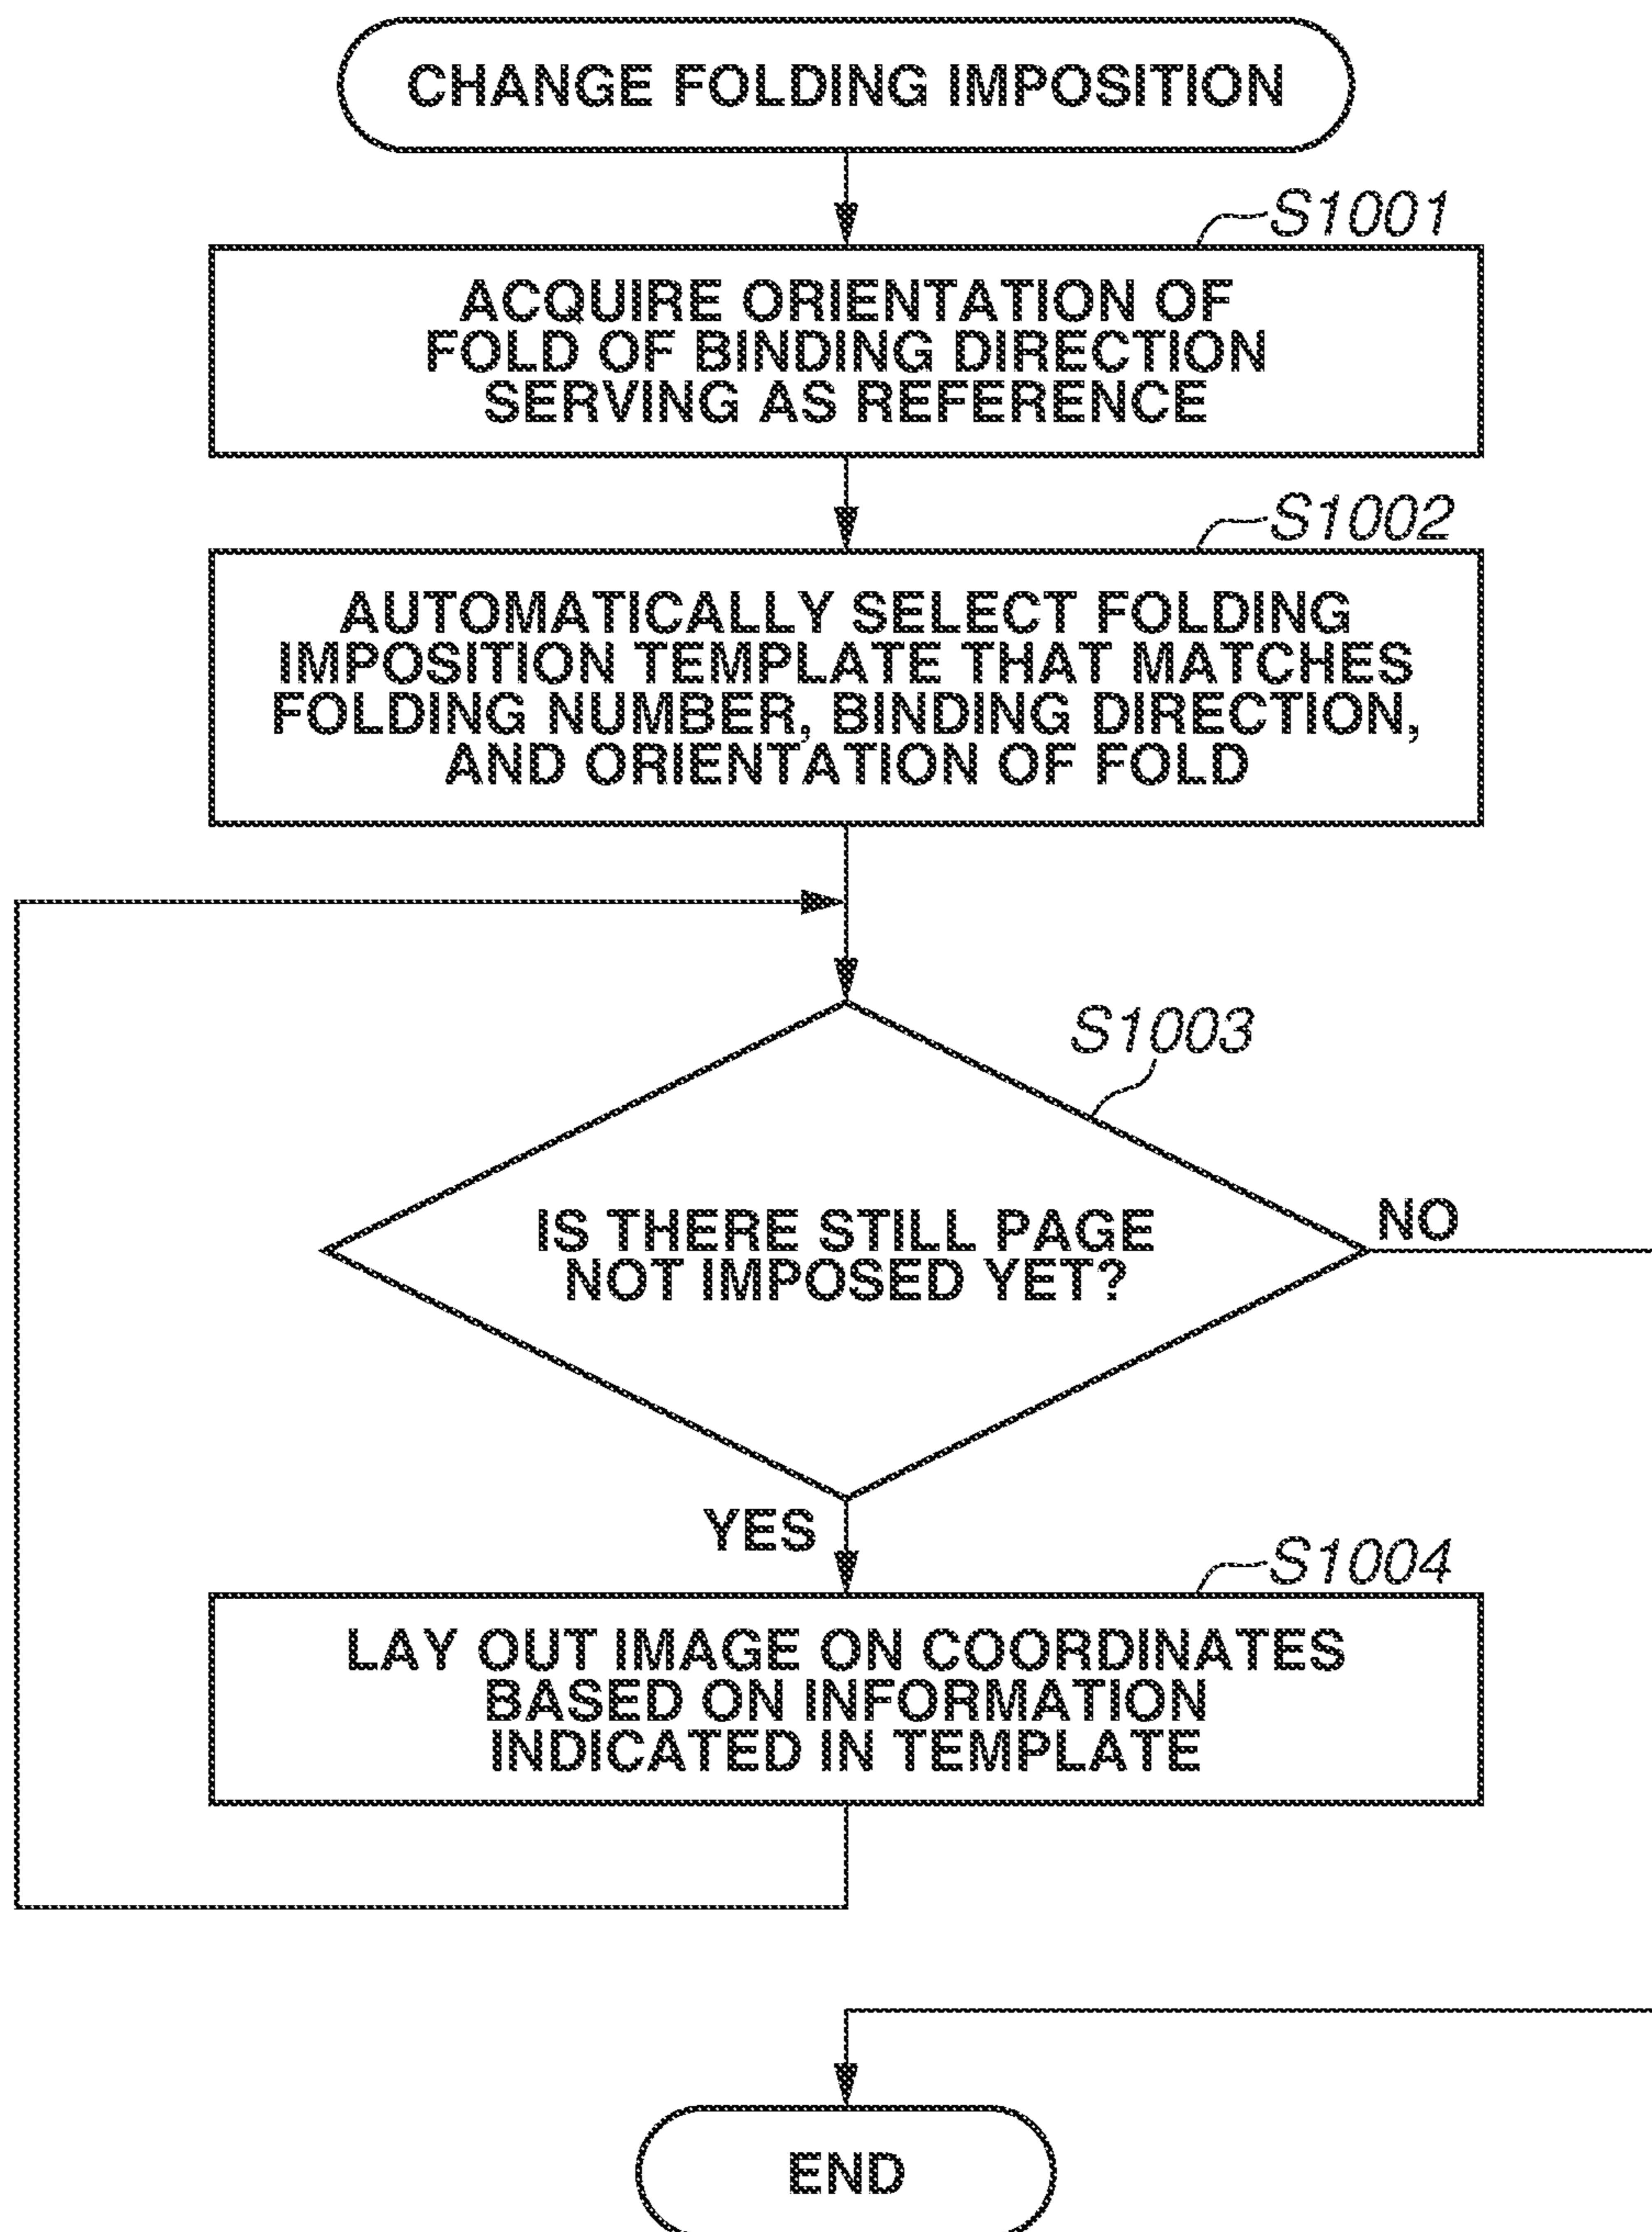 CHANGE FOLDING IMPOSITION
S1001
ACQUIRE ORIENTATION OF
FOLD OF BINDING DIRECTION
SERVING AS REFERENCE
S1002
AUTOMATICALLY SELECT FOLDING
IMPOSITION TEMPLATE THAT MATCHES
FOLDING NUMBER, BINDING DIRECTION,
AND ORIENTATION OF FOLD
S1003
IS THERE STILL PAGE
NOT IMPOSED YET?
NO
YES
S1004
LAY OUT IMAGE ON COORDINATES
BASED ON INFORMATION
INDICATED IN TEMPLATE
END